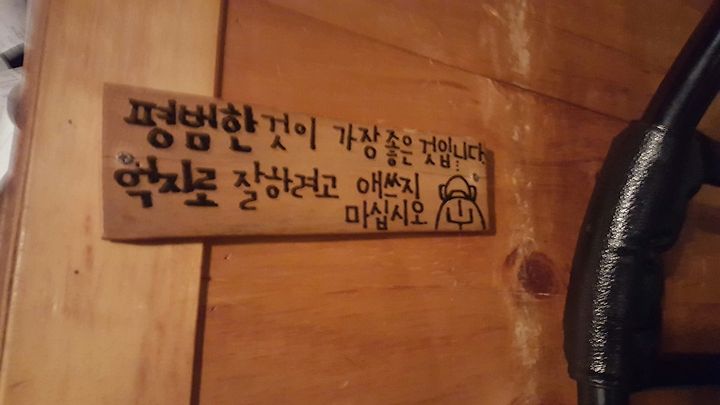 평범한 것이 가장 좋은 것입니다.
억지로 잘하려고 애쓰지
마십시오